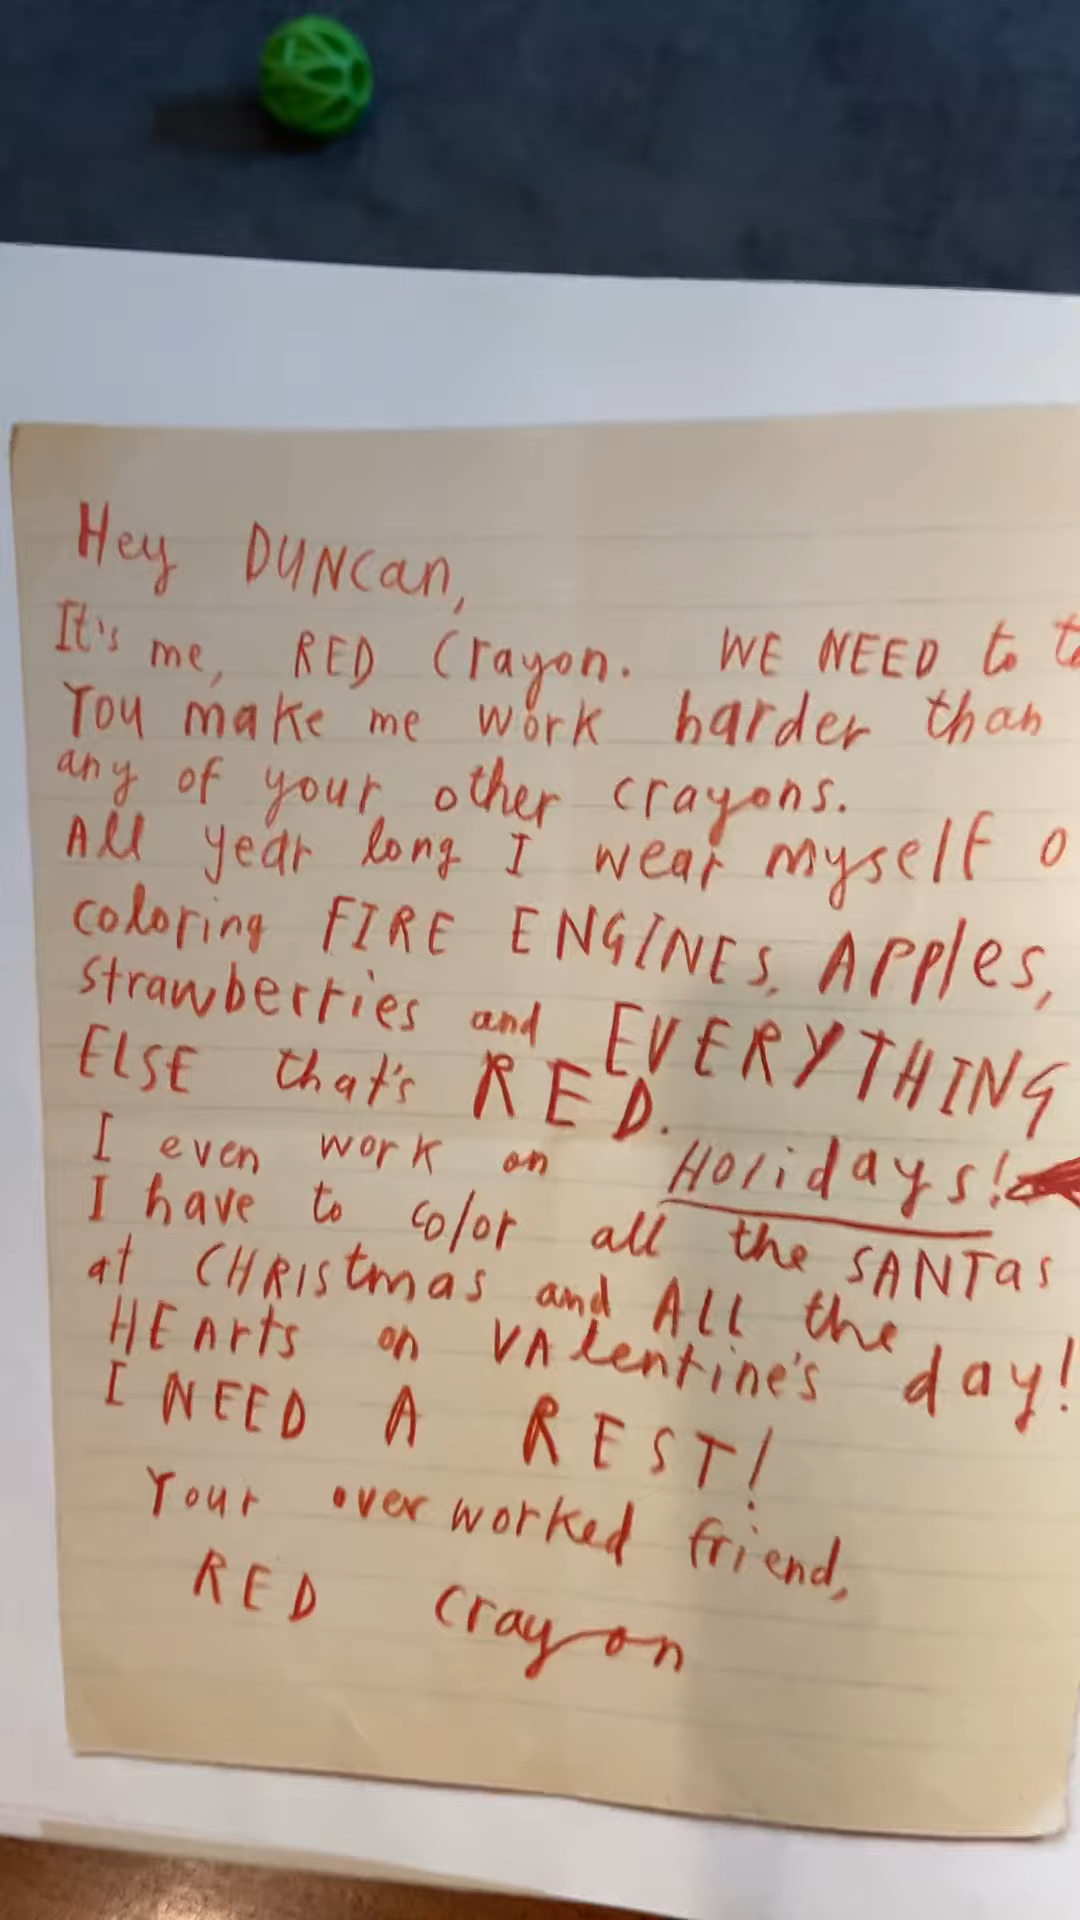 Hey DUNCan,
It's me, RED Crayon. WE NEED to
You make me work harder than
any of your other crayons.
All year long I wear myself
coloring FIRE ENGINES, Apples,
strawberries and EVERYTHING
ELSE that's RED.
I even work on Holidays!
I have to color all the SANTas
at CHRIStmas and All the
HEArts on VAlentine's day!
I NEED A REST!
Your overworked friend,
RED Crayon